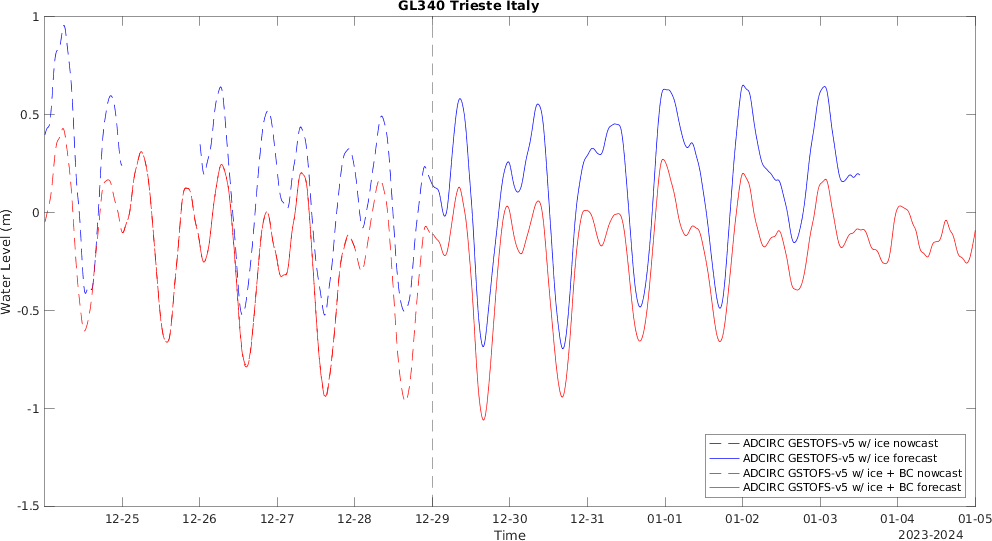 GL340 Trieste Italy
1
0.5
0
-0.5
-1
-1.5
Water Level (m)
12-25 12-26 12-27 12-28 12-29 12-30 12-31 01-01 01-02 01-03 01-04 01-05
Time
2023-2024
ADCIRC GESTOFS-v5 w/ ice nowcast
ADCIRC GESTOFS-v5 w/ ice forecast
ADCIRC GSTOFS-v5 w/ ice + BC nowcast
ADCIRC GSTOFS-v5 w/ ice + BC forecast